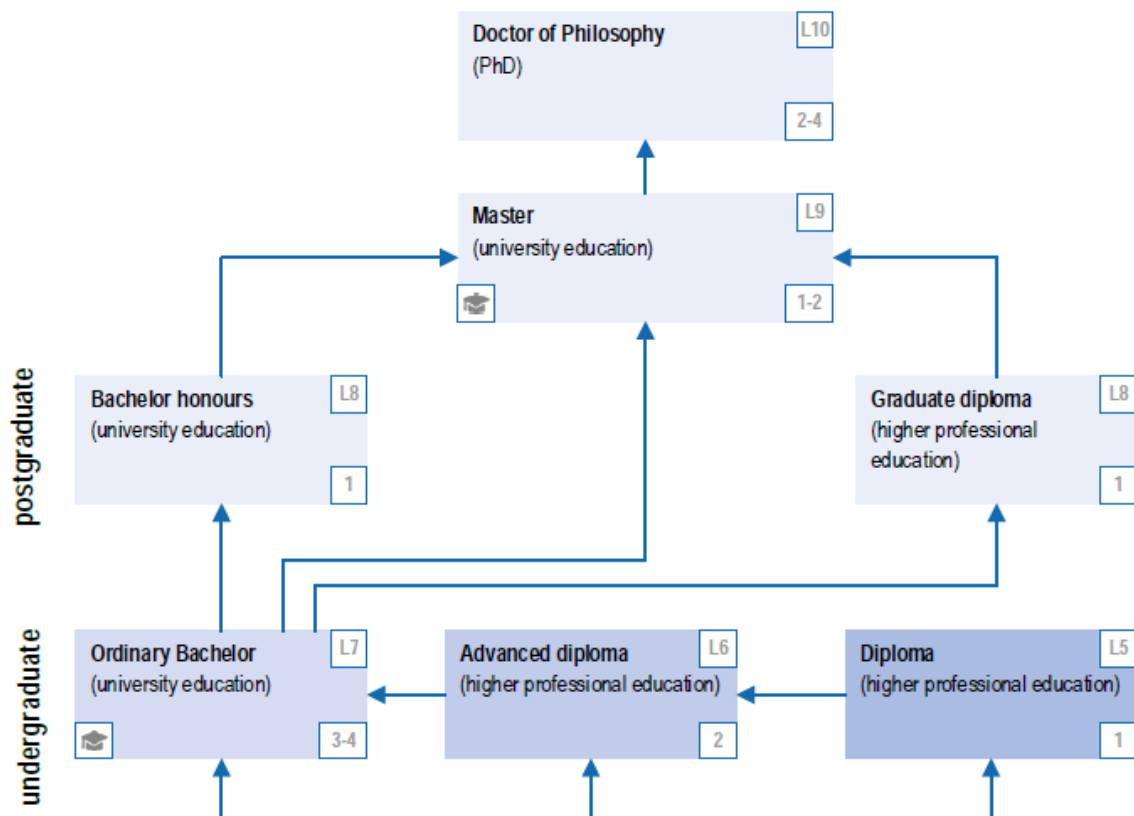 Doctor of Philosophy
(PhD)
L10
2-4
Master
(university education)
L9
1-2
postgraduate
Bachelor honours
(university education)
L8
1
Graduate diploma
(higher professional
education)
L8
1
undergraduate
Ordinary Bachelor
(university education)
L7
3-4
Advanced diploma
(higher professional education)
L6
2
Diploma
(higher professional education)
L5
1